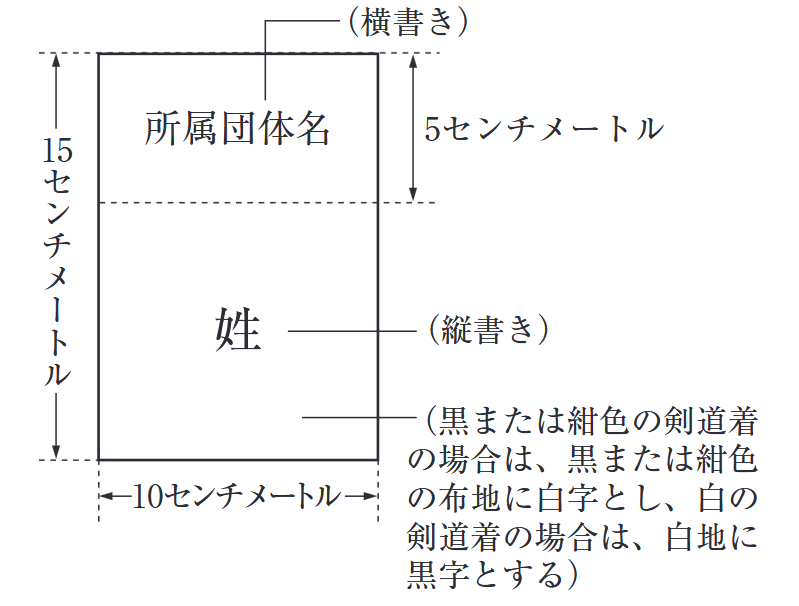 （横書き）
所属団体名
5センチメートル
15センチメートル
姓
（縦書き）
（黒または紺色の剣道着
の場合は、黒または紺色
の布地に白字とし、白の
剣道着の場合は、白地に
黒字とする）
10センチメートル